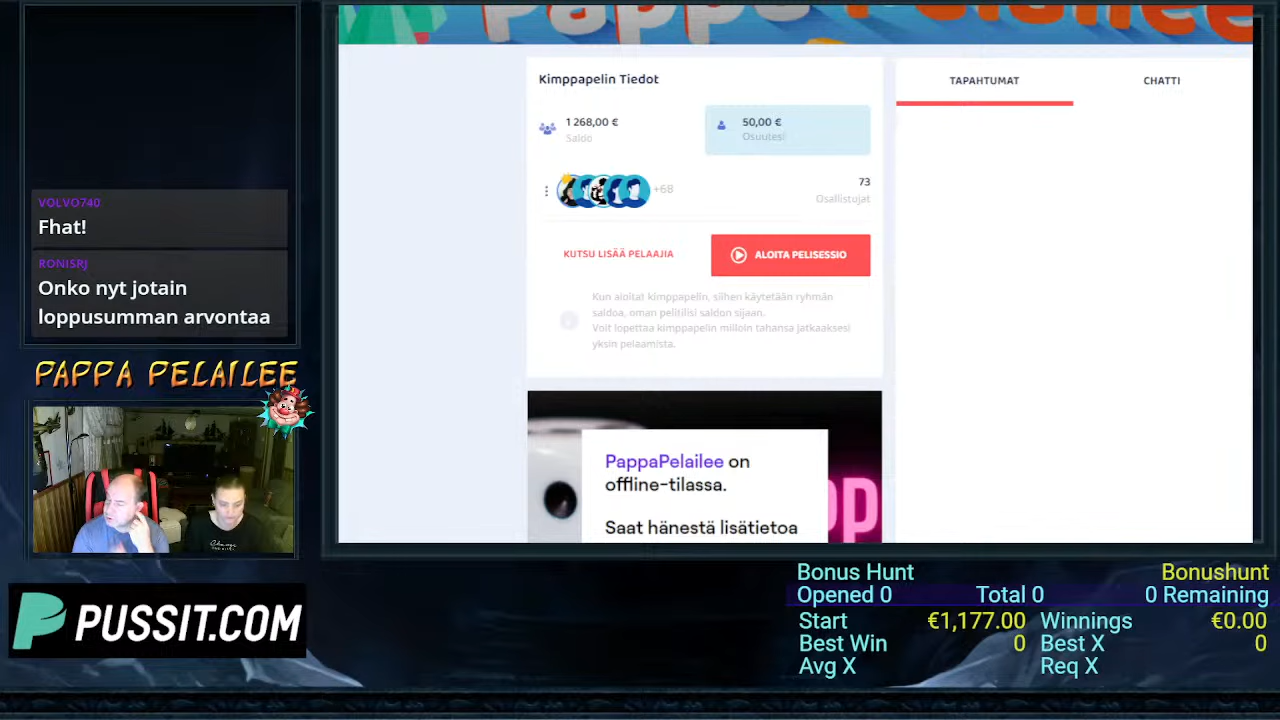 Pappa Pelailee
Kimppapelin Tiedot
1 268,00 €
Saldo
50,00 €
Osuutesi
+68
73
Osallistujat
KUTSU LISÄÄ PELAAJIA
ALOITA PELISESSIO
Kun aloitat kimppapelin, siihen käytetään ryhmän
saldoa, oman pelitilisi saldon sijaan.
Voit lopettaa kimppapelin milloin tahansa jatkaaksesi
yksin pelaamista.
TAPAHTUMAT
CHATTI
PappaPelailee on
offline-tilassa.
Saat hänestä lisätietoa
VOLVO740
Fhat!
RONISRJ
Onko nyt jotain
loppusumman arvontaa
PAPPA PELAILEE
PUSSIT.COM
Bonus Hunt Bonushunt
Opened 0 Total 0 0 Remaining
Start €1,177.00 Winnings €0.00
Best Win 0 Best X 0
Avg X Req X